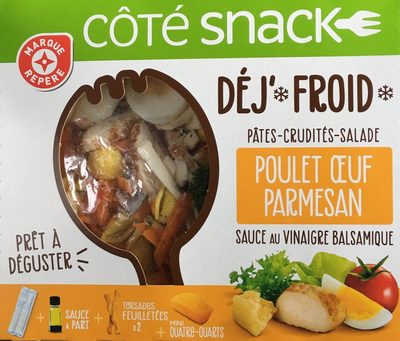 CÔTÉ snack
MARQUE
REPÈRE
DÉJ' FROID
PÂTES-CRUDITÉS-SALADE
POULET ŒUF
PARMESAN
SAUCE AU VINAIGRE BALSAMIQUE
PRÊT À
DÉGUSTER
+ SAUCE
À PART
+ TORSADES
FEUILLETÉES
x2
+ MINI
QUATRE-QUARTS